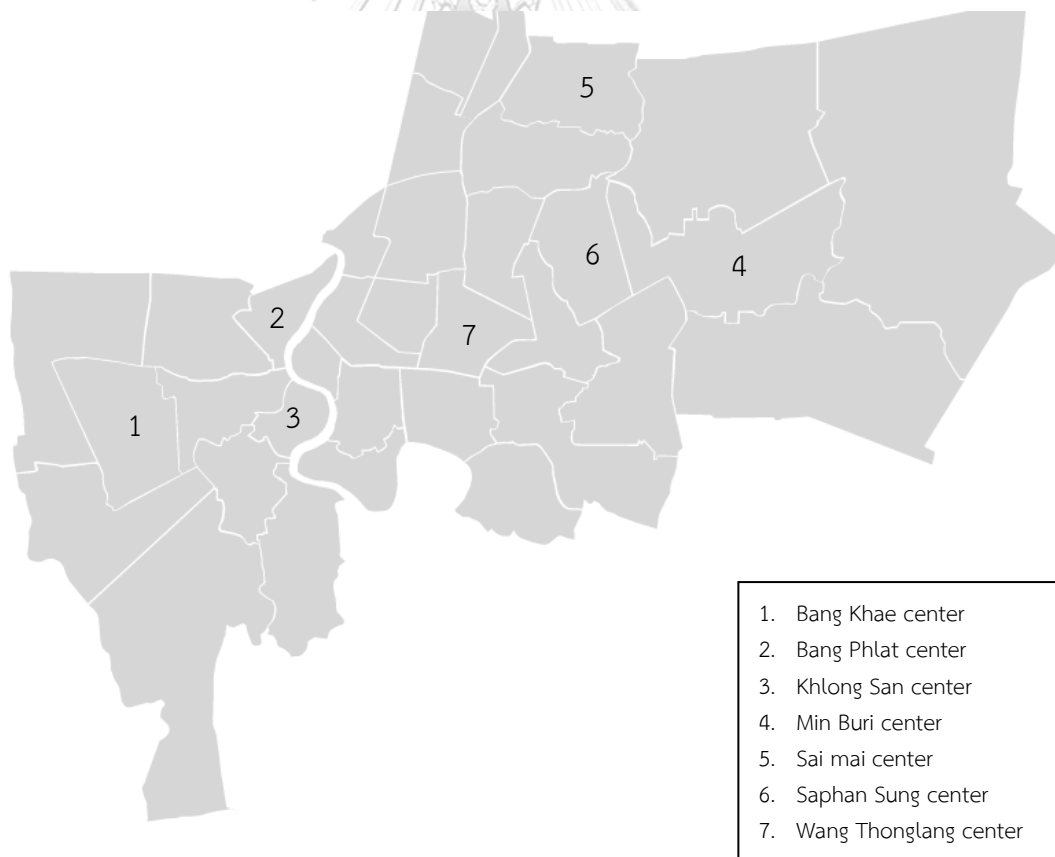 5
6
4
2
7
3
1
1. Bang Khae center
2. Bang Phlat center
3. Khlong San center
4. Min Buri center
5. Sai mai center
6. Saphan Sung center
7. Wang Thonglang center